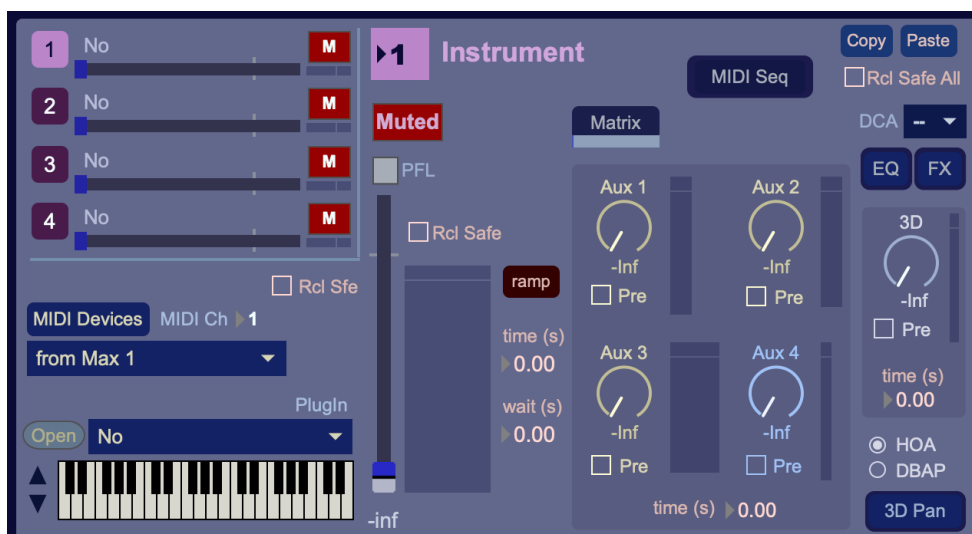 1 No M
2 No M
3 No M
4 No M
Rcl Sfe
MIDI Devices MIDI Ch 1
from Max 1
PlugIn
Open No
1 Instrument
MIDI Seq
Copy Paste
Rcl Safe All
Muted
Matrix
DCA --
PFL
EQ FX
Rcl Safe
ramp
time (s)
0.00
wait (s)
0.00
-inf
Aux 1 Aux 2
-Inf -Inf
Pre Pre
Aux 3 Aux 4
-Inf -Inf
Pre Pre
time (s) 0.00
3D
-Inf
Pre
time (s)
0.00
HOA
DBAP
3D Pan